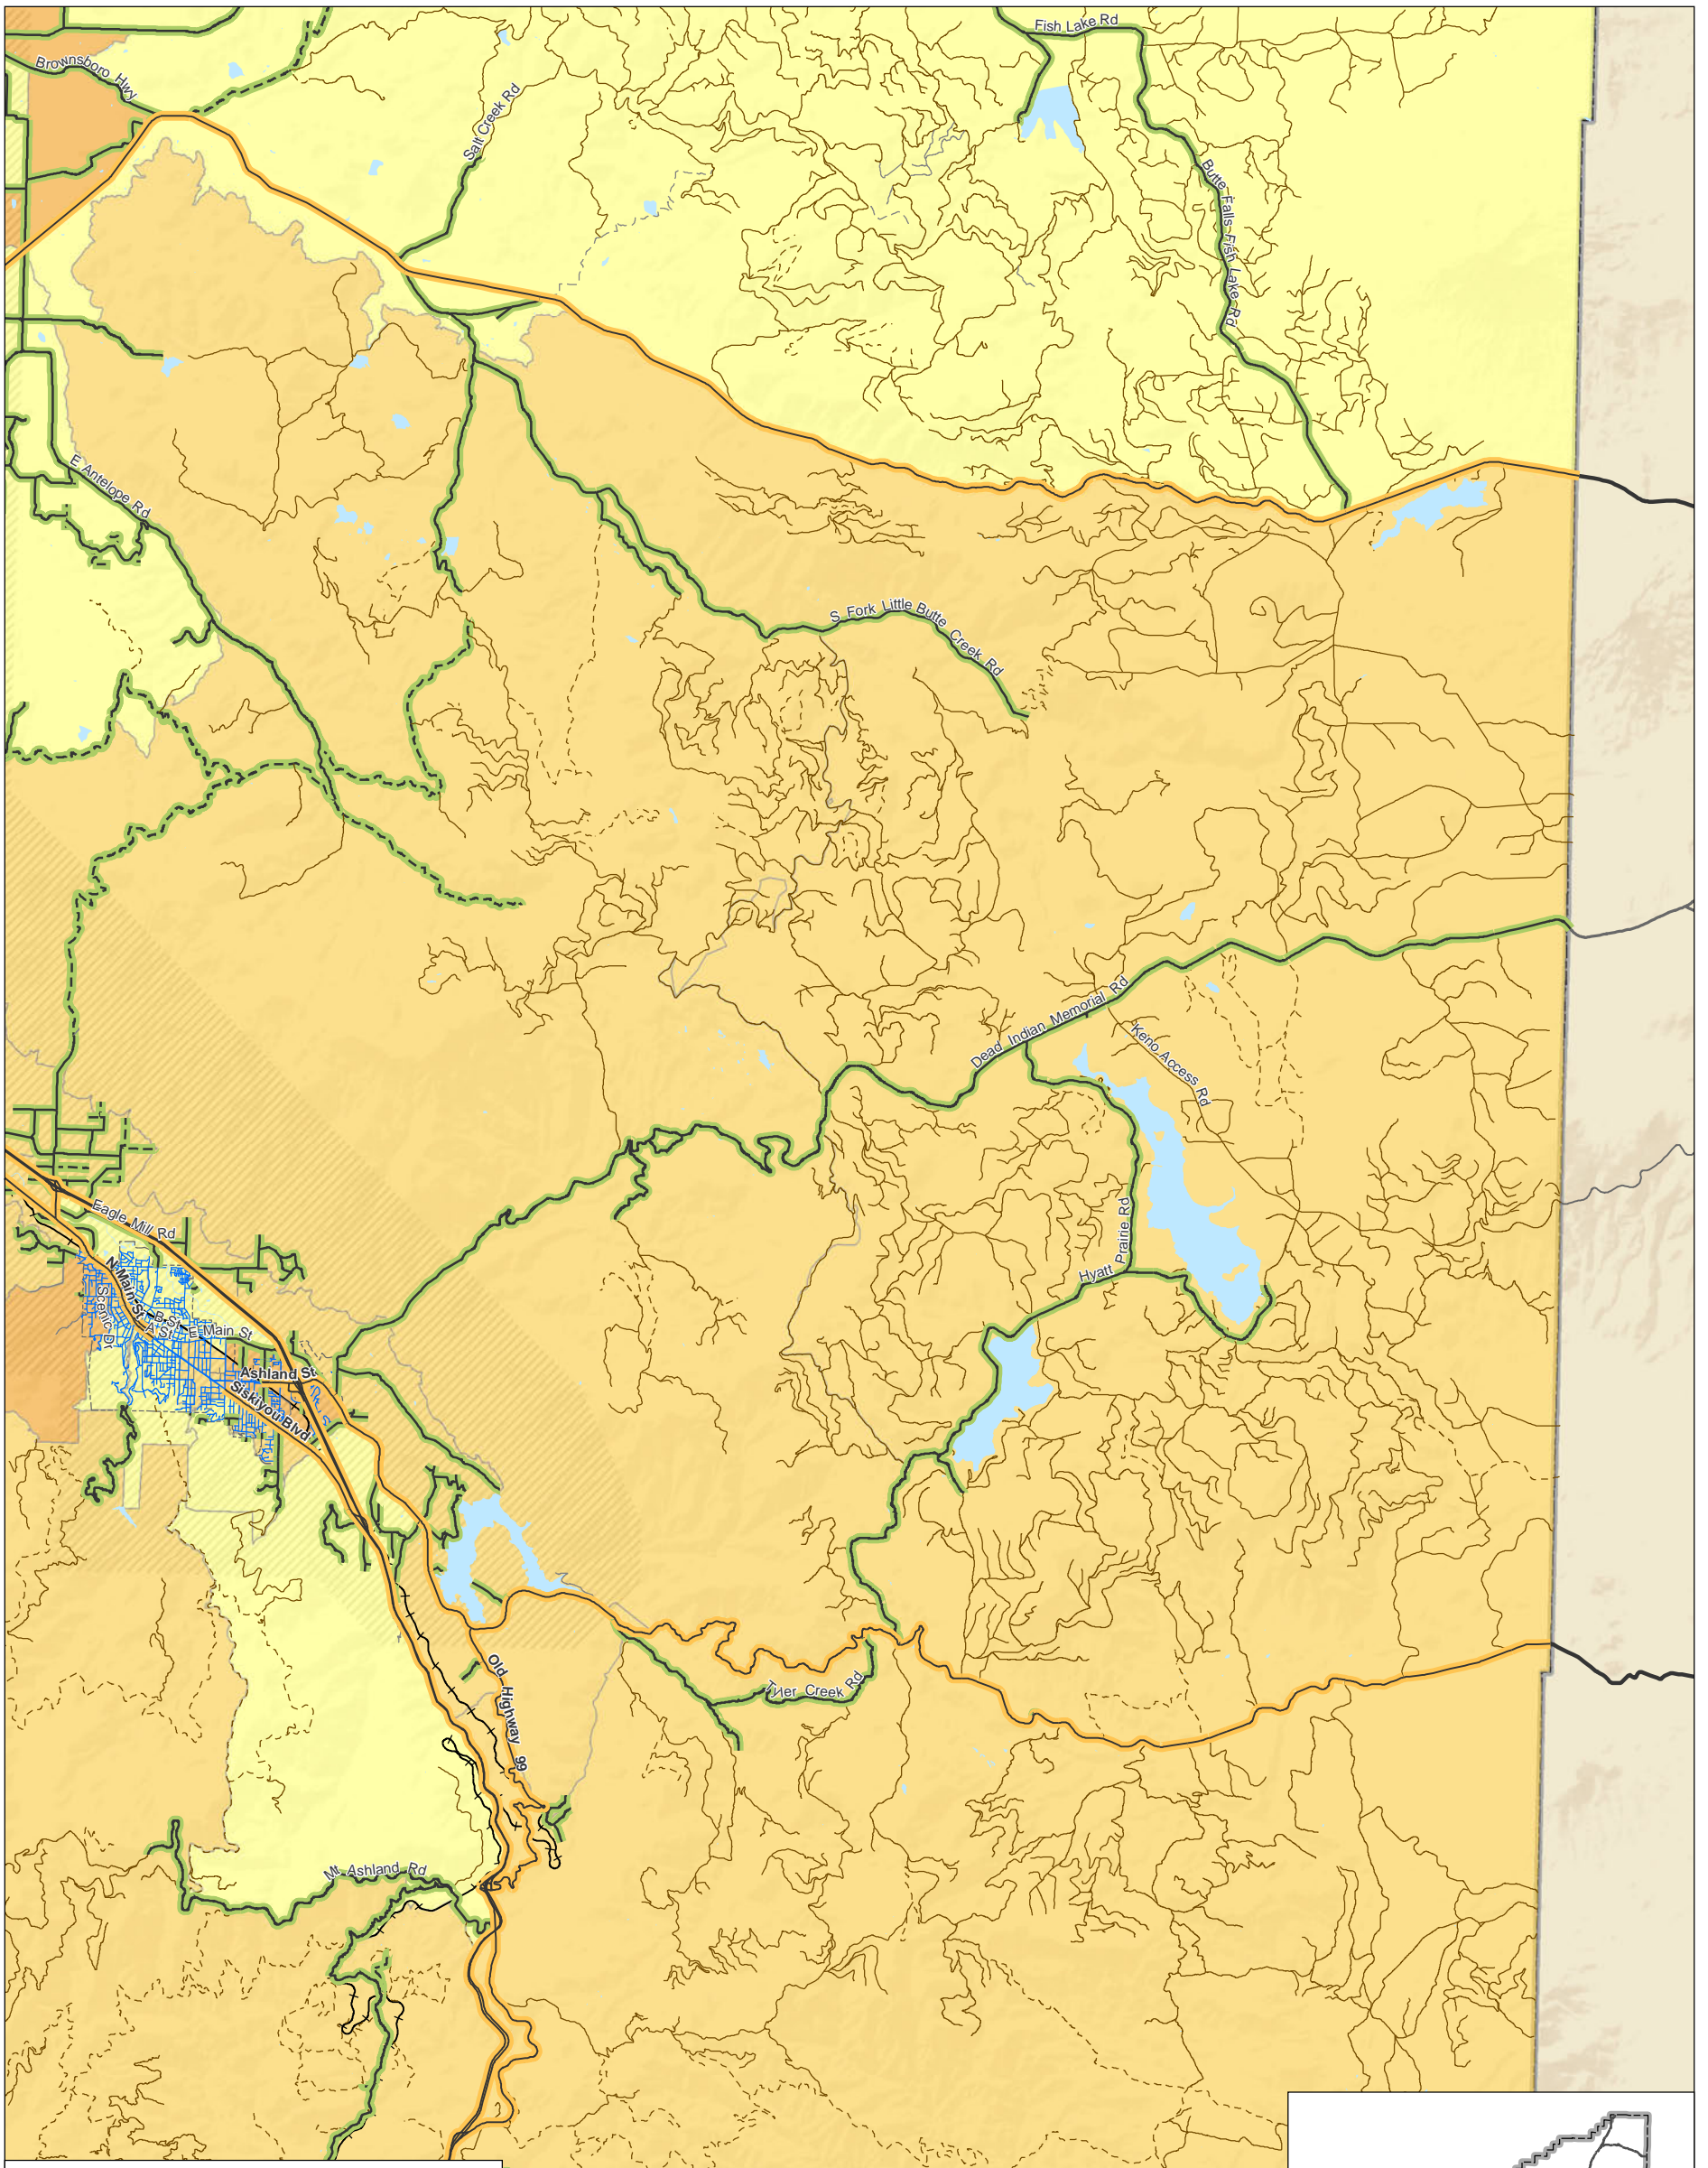 Fish Lake Rd
Brownsboro Hwy
Salt Creek Rd
Butte Falls Fish Lake Rd
E Antelope Rd
S Fork Little Butte Creek Rd
Dead Indian Memorial Rd
Keno Access Rd
Eagle Mill Rd
Hyatt Prairie Rd
N Main St
B St
A St
E Main St
Scenic Dr
Ashland St
Siskiyou Blvd
Old Highway 99
Tyler Creek Rd
Mt Ashland Rd